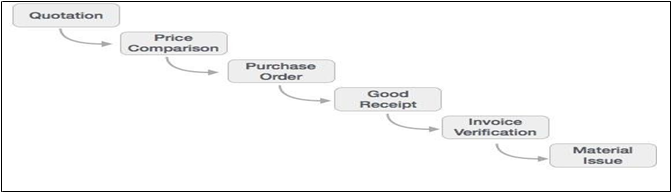 Quotation
Price
Comparison
Purchase
Order
Good
Receipt
Invoice
Verification
Material
Issue